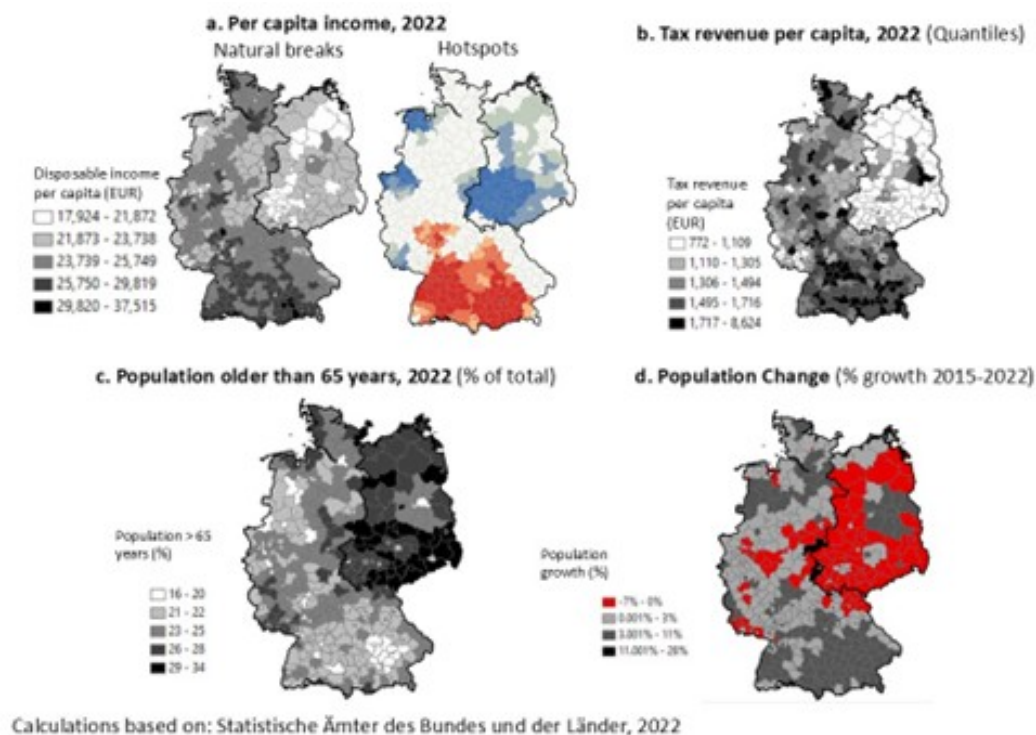 a. Per capita income, 2022
Natural breaks
Hotspots
Disposable income
per capita (EUR)
17,924 - 21,872
21,873 - 23,738
23,739 - 25,749
25,750 - 29,819
29,820 - 37,515
b. Tax revenue per capita, 2022 (Quantiles)
Tax revenue
per capita
(EUR)
772 - 1,109
1,110 - 1,305
1,306 - 1,494
1,495 - 1,716
1,717 - 8,624
c. Population older than 65 years, 2022 (% of total)
Population > 65
years (%)
16 - 20
21 - 22
23 - 25
26 - 28
29 - 34
d. Population Change (% growth 2015-2022)
Population
growth (%)
-7% - 0%
0.001% - 3%
3.001% - 11%
11.001% - 28%
Calculations based on: Statistische Ämter des Bundes und der Länder, 2022